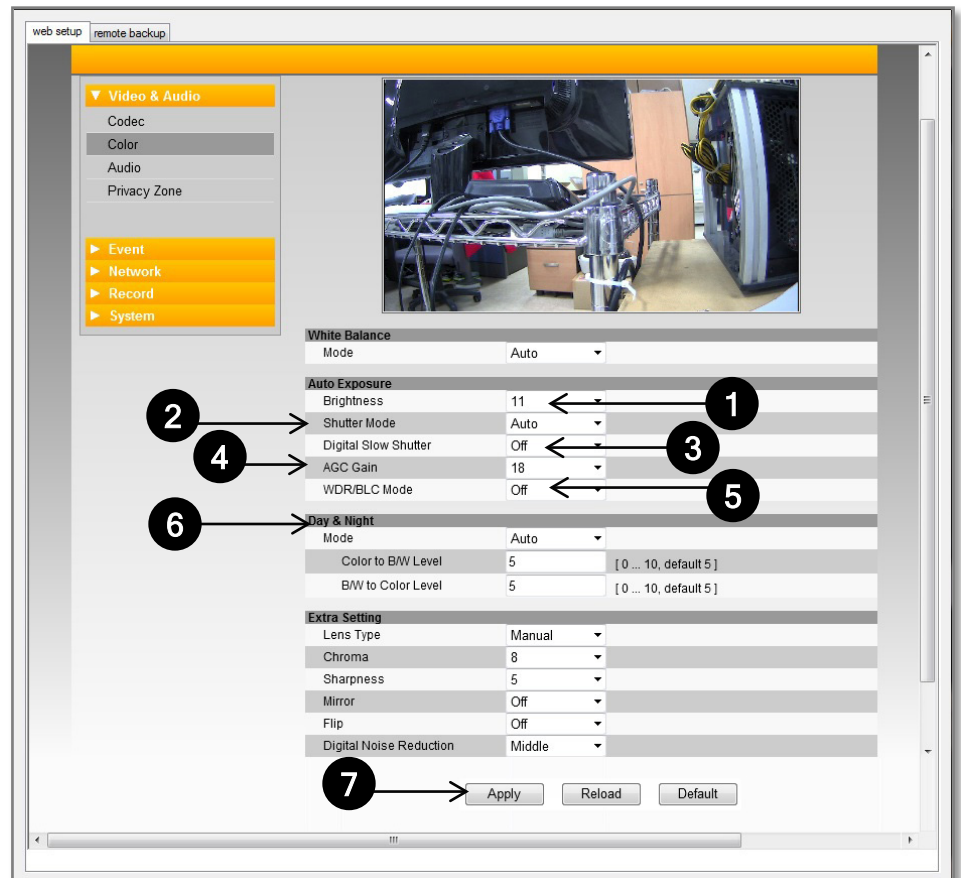 web setup remote backup
Video & Audio
Codec
Color
Audio
Privacy Zone
Event
Network
Record
System
White Balance
Mode Auto
Auto Exposure
Brightness 11 1
2 Shutter Mode Auto
Digital Slow Shutter Off 3
4 AGC Gain 18
WDR/BLC Mode Off 5
6 Day & Night
Mode Auto
Color to B/W Level 5 [ 0 ... 10, default 5 ]
B/W to Color Level 5 [ 0 ... 10, default 5 ]
Extra Setting
Lens Type Manual
Chroma 8
Sharpness 5
Mirror Off
Flip Off
Digital Noise Reduction Middle
7 Apply Reload Default